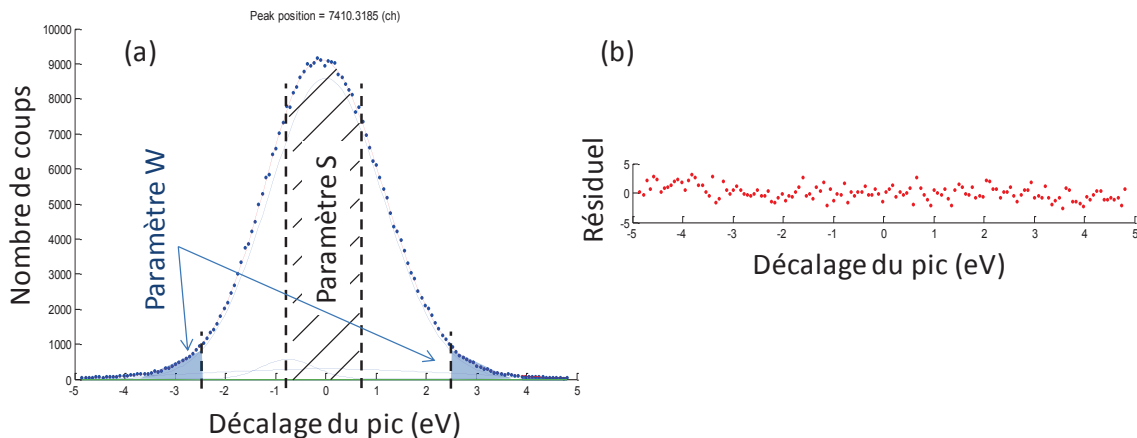 Peak position = 7410.3185 (ch)
(a)
10000
9000
8000
7000
6000
5000
4000
3000
2000
1000
0
Nombre de coups
Paramètre W
Paramètre S
-5 -4 -3 -2 -1 0 1 2 3 4 5
Décalage du pic (eV)
(b)
5
0
-5
Résiduel
-5 -4 -3 -2 -1 0 1 2 3 4 5
Décalage du pic (eV)